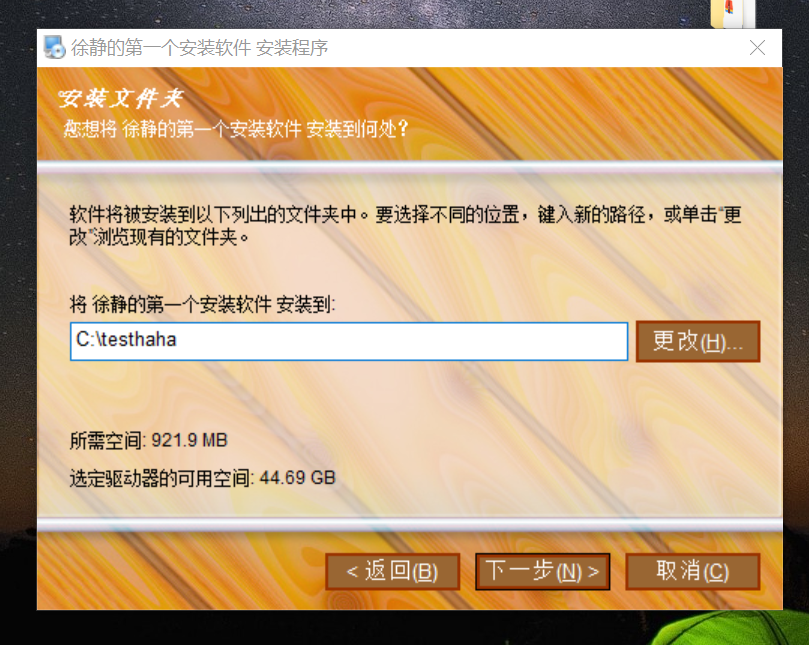 徐静的第一个安装软件 安装程序
安装文件夹
您想将 徐静的第一个安装软件 安装到何处?
软件将被安装到以下列出的文件夹中。要选择不同的位置，键入新的路径，或单击“更
改”浏览现有的文件夹。
将 徐静的第一个安装软件 安装到:
C:\testhaha
更改(H)...
所需空间: 921.9 MB
选定驱动器的可用空间: 44.69 GB
< 返回(B)
下一步(N) >
取消(C)